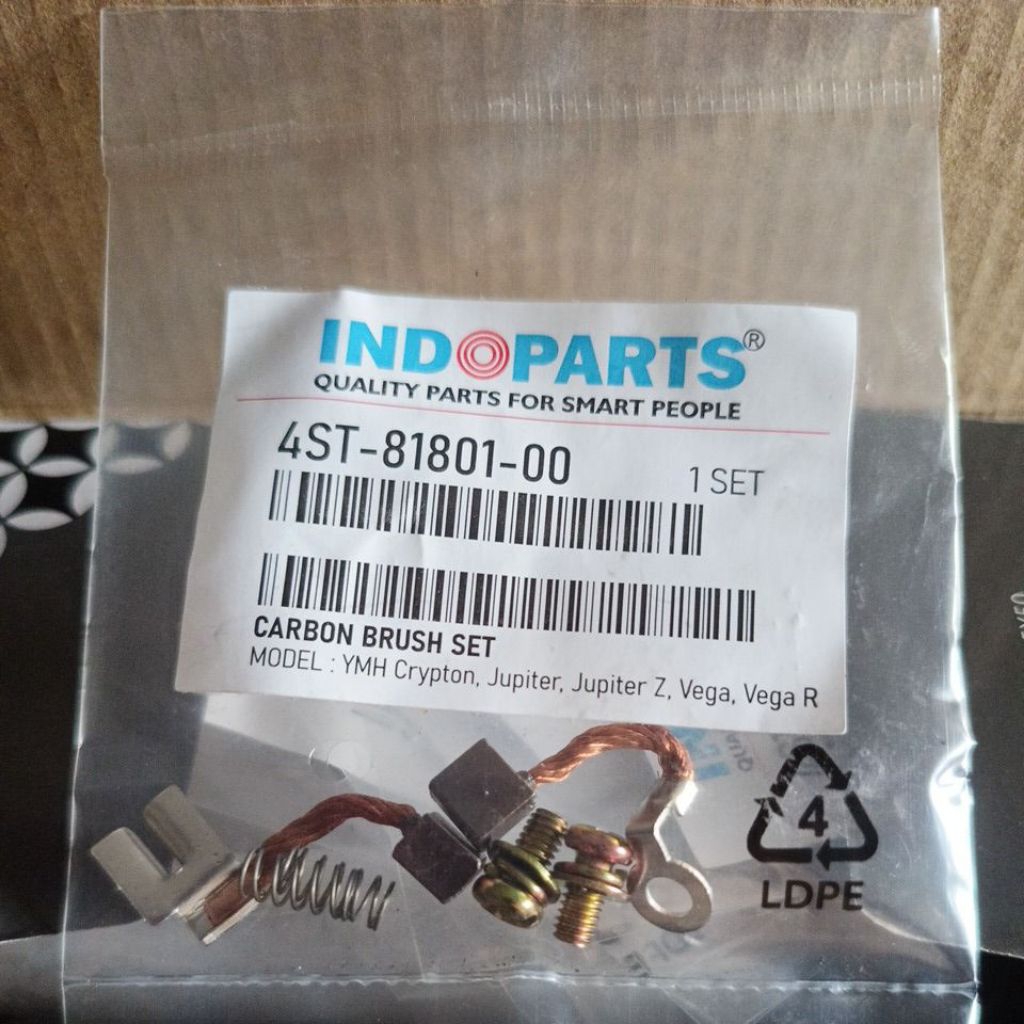 INDOPARTS®
QUALITY PARTS FOR SMART PEOPLE
4ST-81801-00
1 SET
CARBON BRUSH SET
MODEL : YMH Crypton, Jupiter, Jupiter Z, Vega, Vega R
4
LDPE